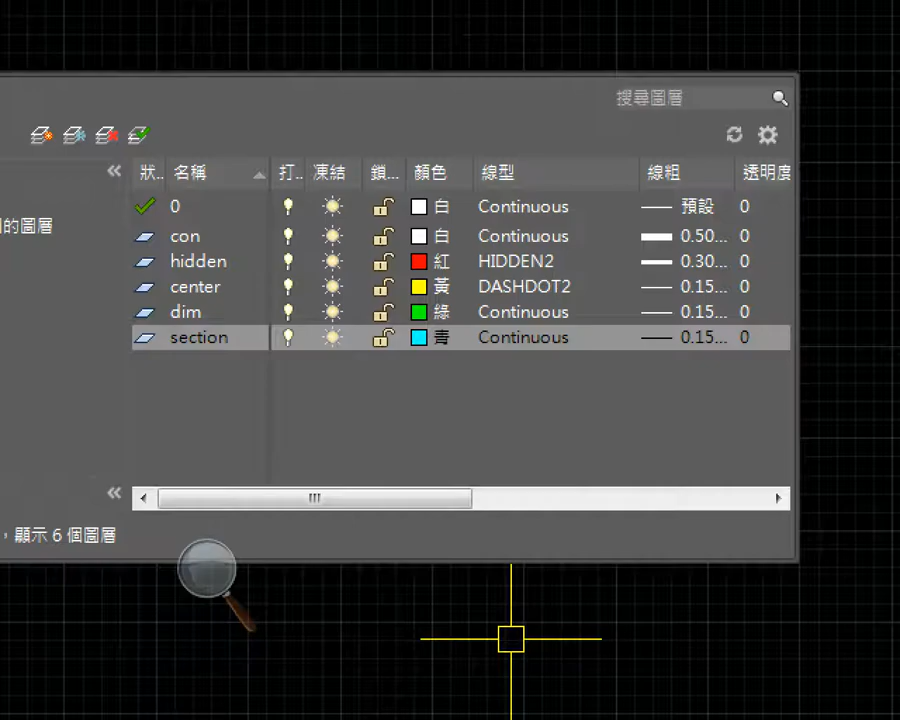 搜尋圖層
狀.. 名稱 打.. 凍結 鎖... 顏色 線型 線粗 透明度
0 白 Continuous 預設 0
的圖層
con 白 Continuous 0.50... 0
hidden 紅 HIDDEN2 0.30... 0
center 黃 DASHDOT2 0.15... 0
dim 綠 Continuous 0.15... 0
section 青 Continuous 0.15... 0
，顯示 6 個圖層